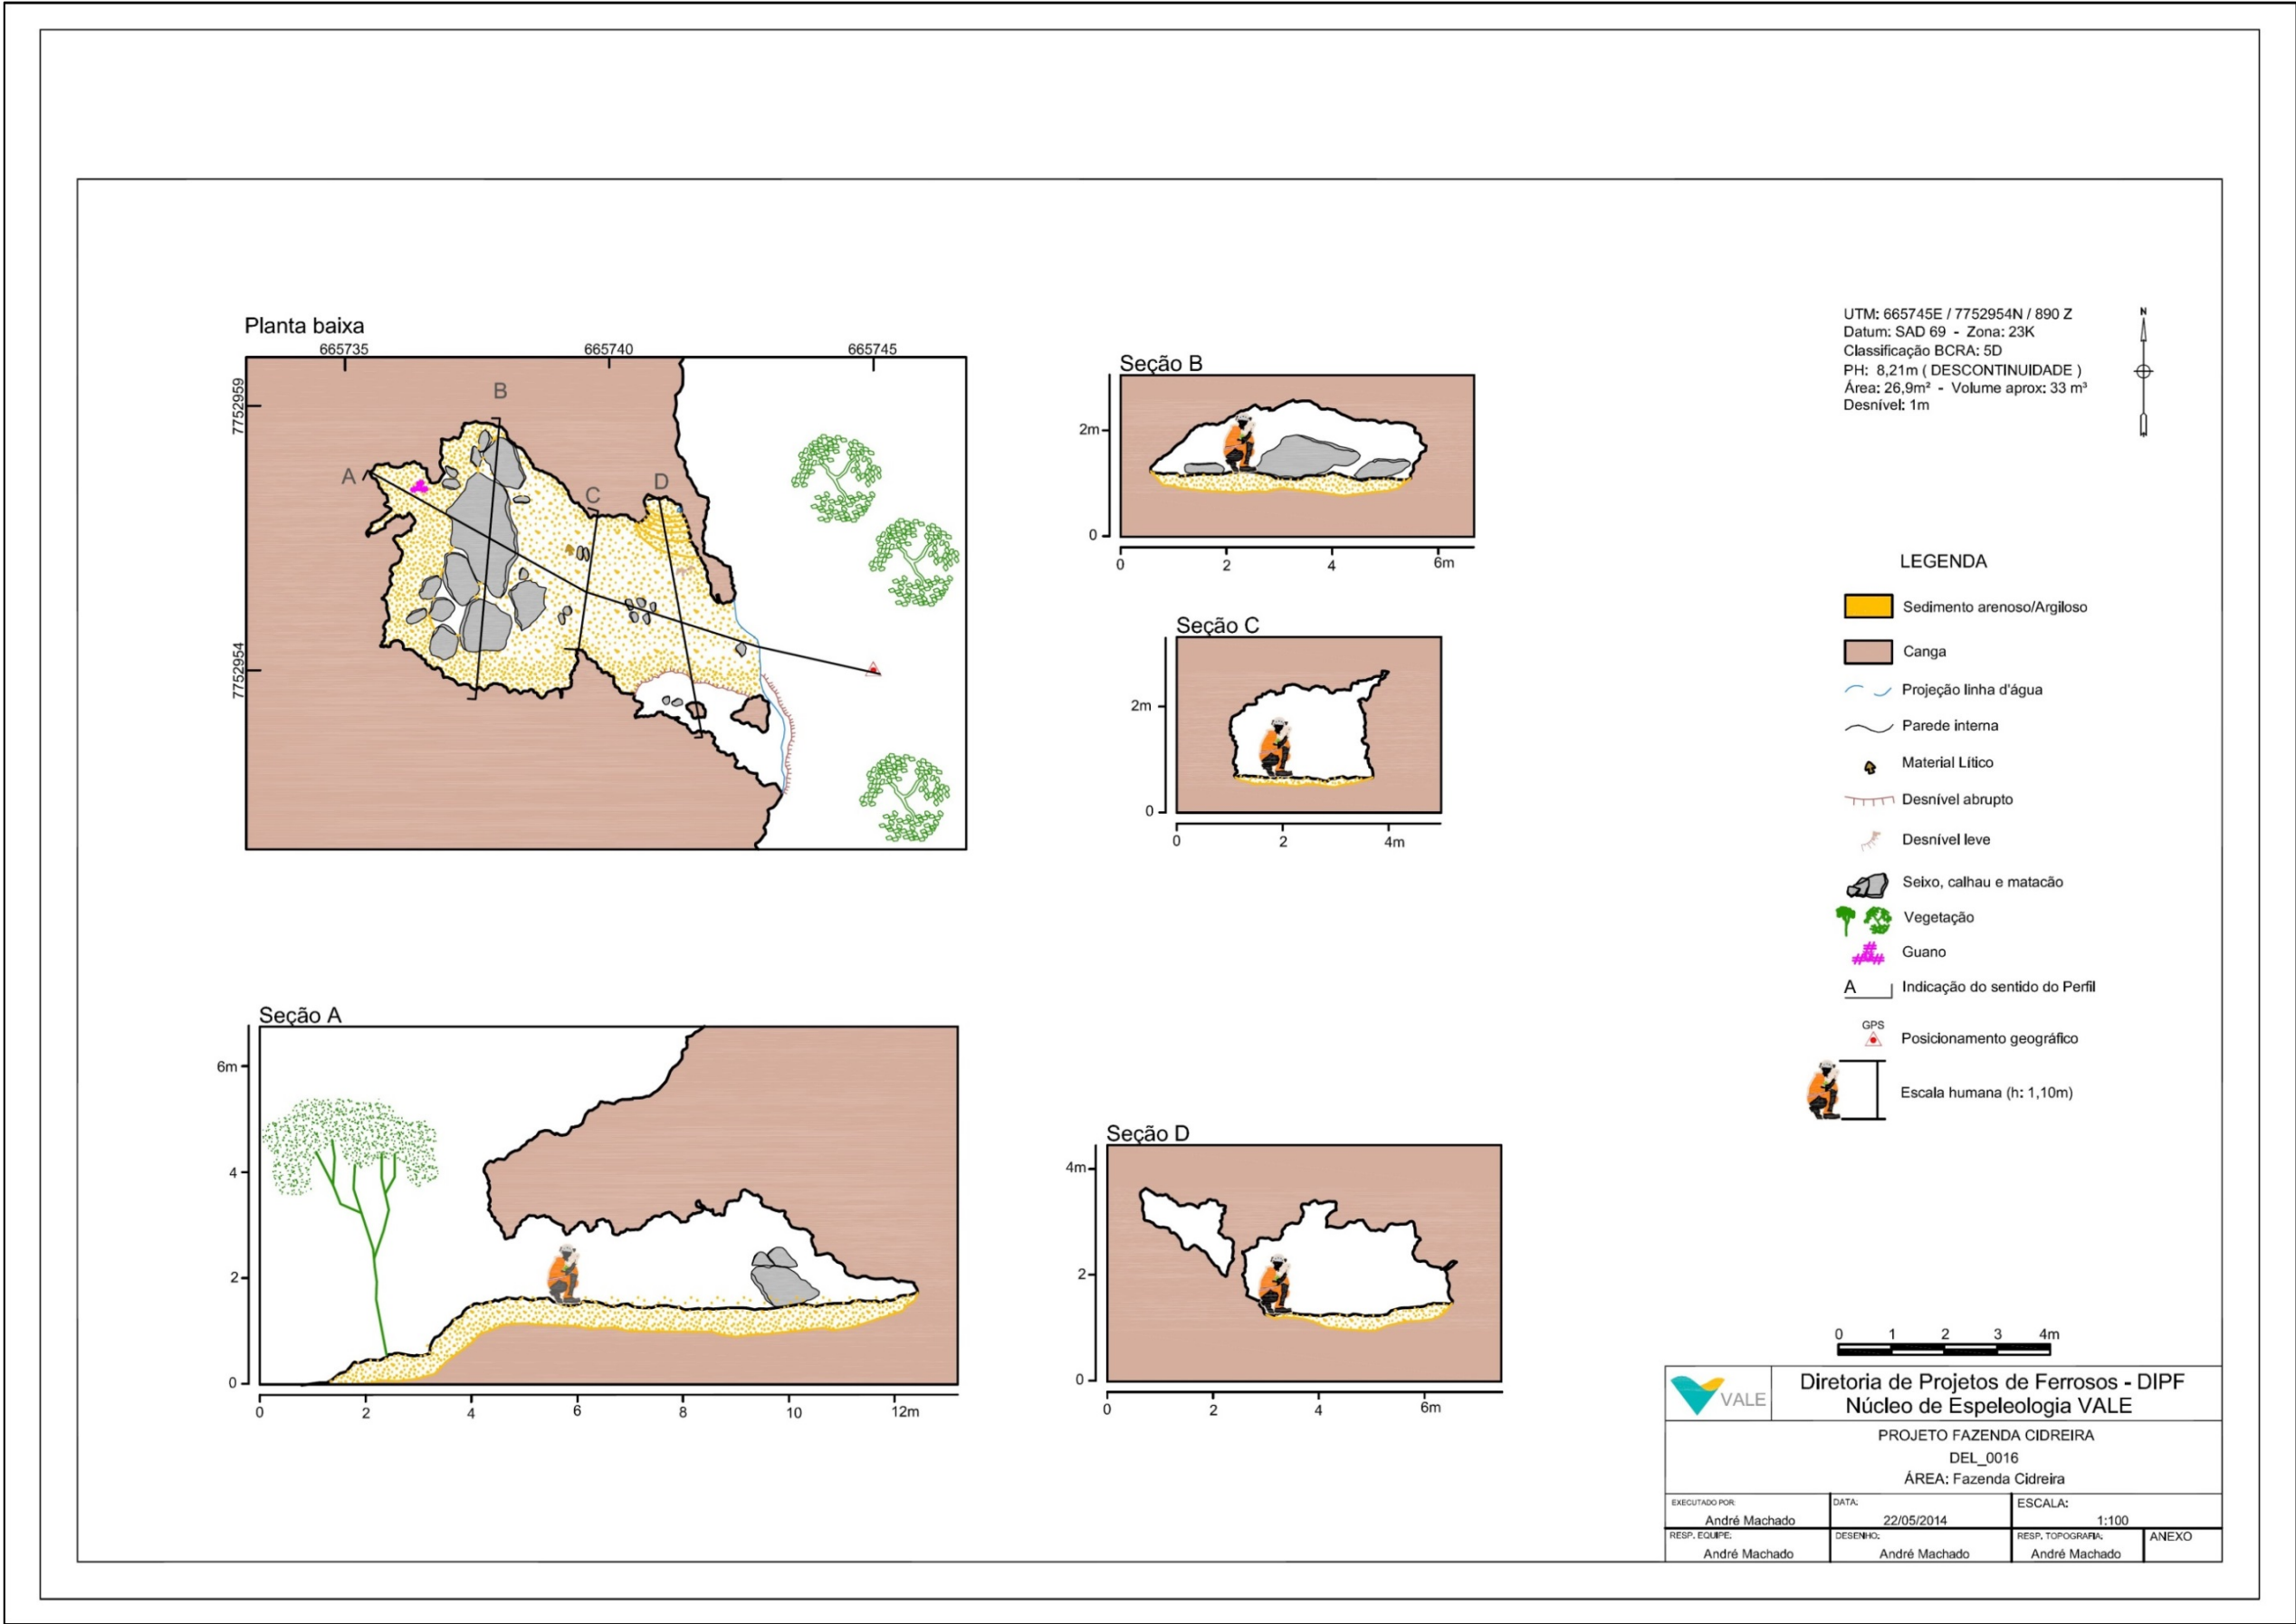 Planta baixa
665735
665740
665745
7752959
7752954
A
B
C
D
Seção B
2m
0
0
2
4
6m
Seção C
2m
0
0
2
4m
Seção A
6m
4
2
0
0
2
4
6
8
10
12m
Seção D
4m
2
0
0
2
4
6m
UTM: 665745E / 7752954N / 890 Z
Datum: SAD 69 - Zona: 23K
Classificação BCRA: 5D
PH: 8,21m ( DESCONTINUIDADE )
Área: 26,9m² - Volume aprox: 33 m³
Desnível: 1m
N
LEGENDA
Sedimento arenoso/Argiloso
Canga
Projeção linha d'água
Parede interna
Material Lítico
Desnível abrupto
Desnível leve
Seixo, calhau e matacão
Vegetação
Guano
A
Indicação do sentido do Perfil
GPS
Posicionamento geográfico
Escala humana (h: 1,10m)
0 1 2 3 4m
VALE
Diretoria de Projetos de Ferrosos - DIPF
Núcleo de Espeleologia VALE
PROJETO FAZENDA CIDREIRA
DEL_0016
ÁREA: Fazenda Cidreira
EXECUTADO POR:
André Machado
DATA:
22/05/2014
ESCALA:
1:100
RESP. EQUIPE:
André Machado
DESENHO:
André Machado
RESP. TOPOGRAFIA:
André Machado
ANEXO